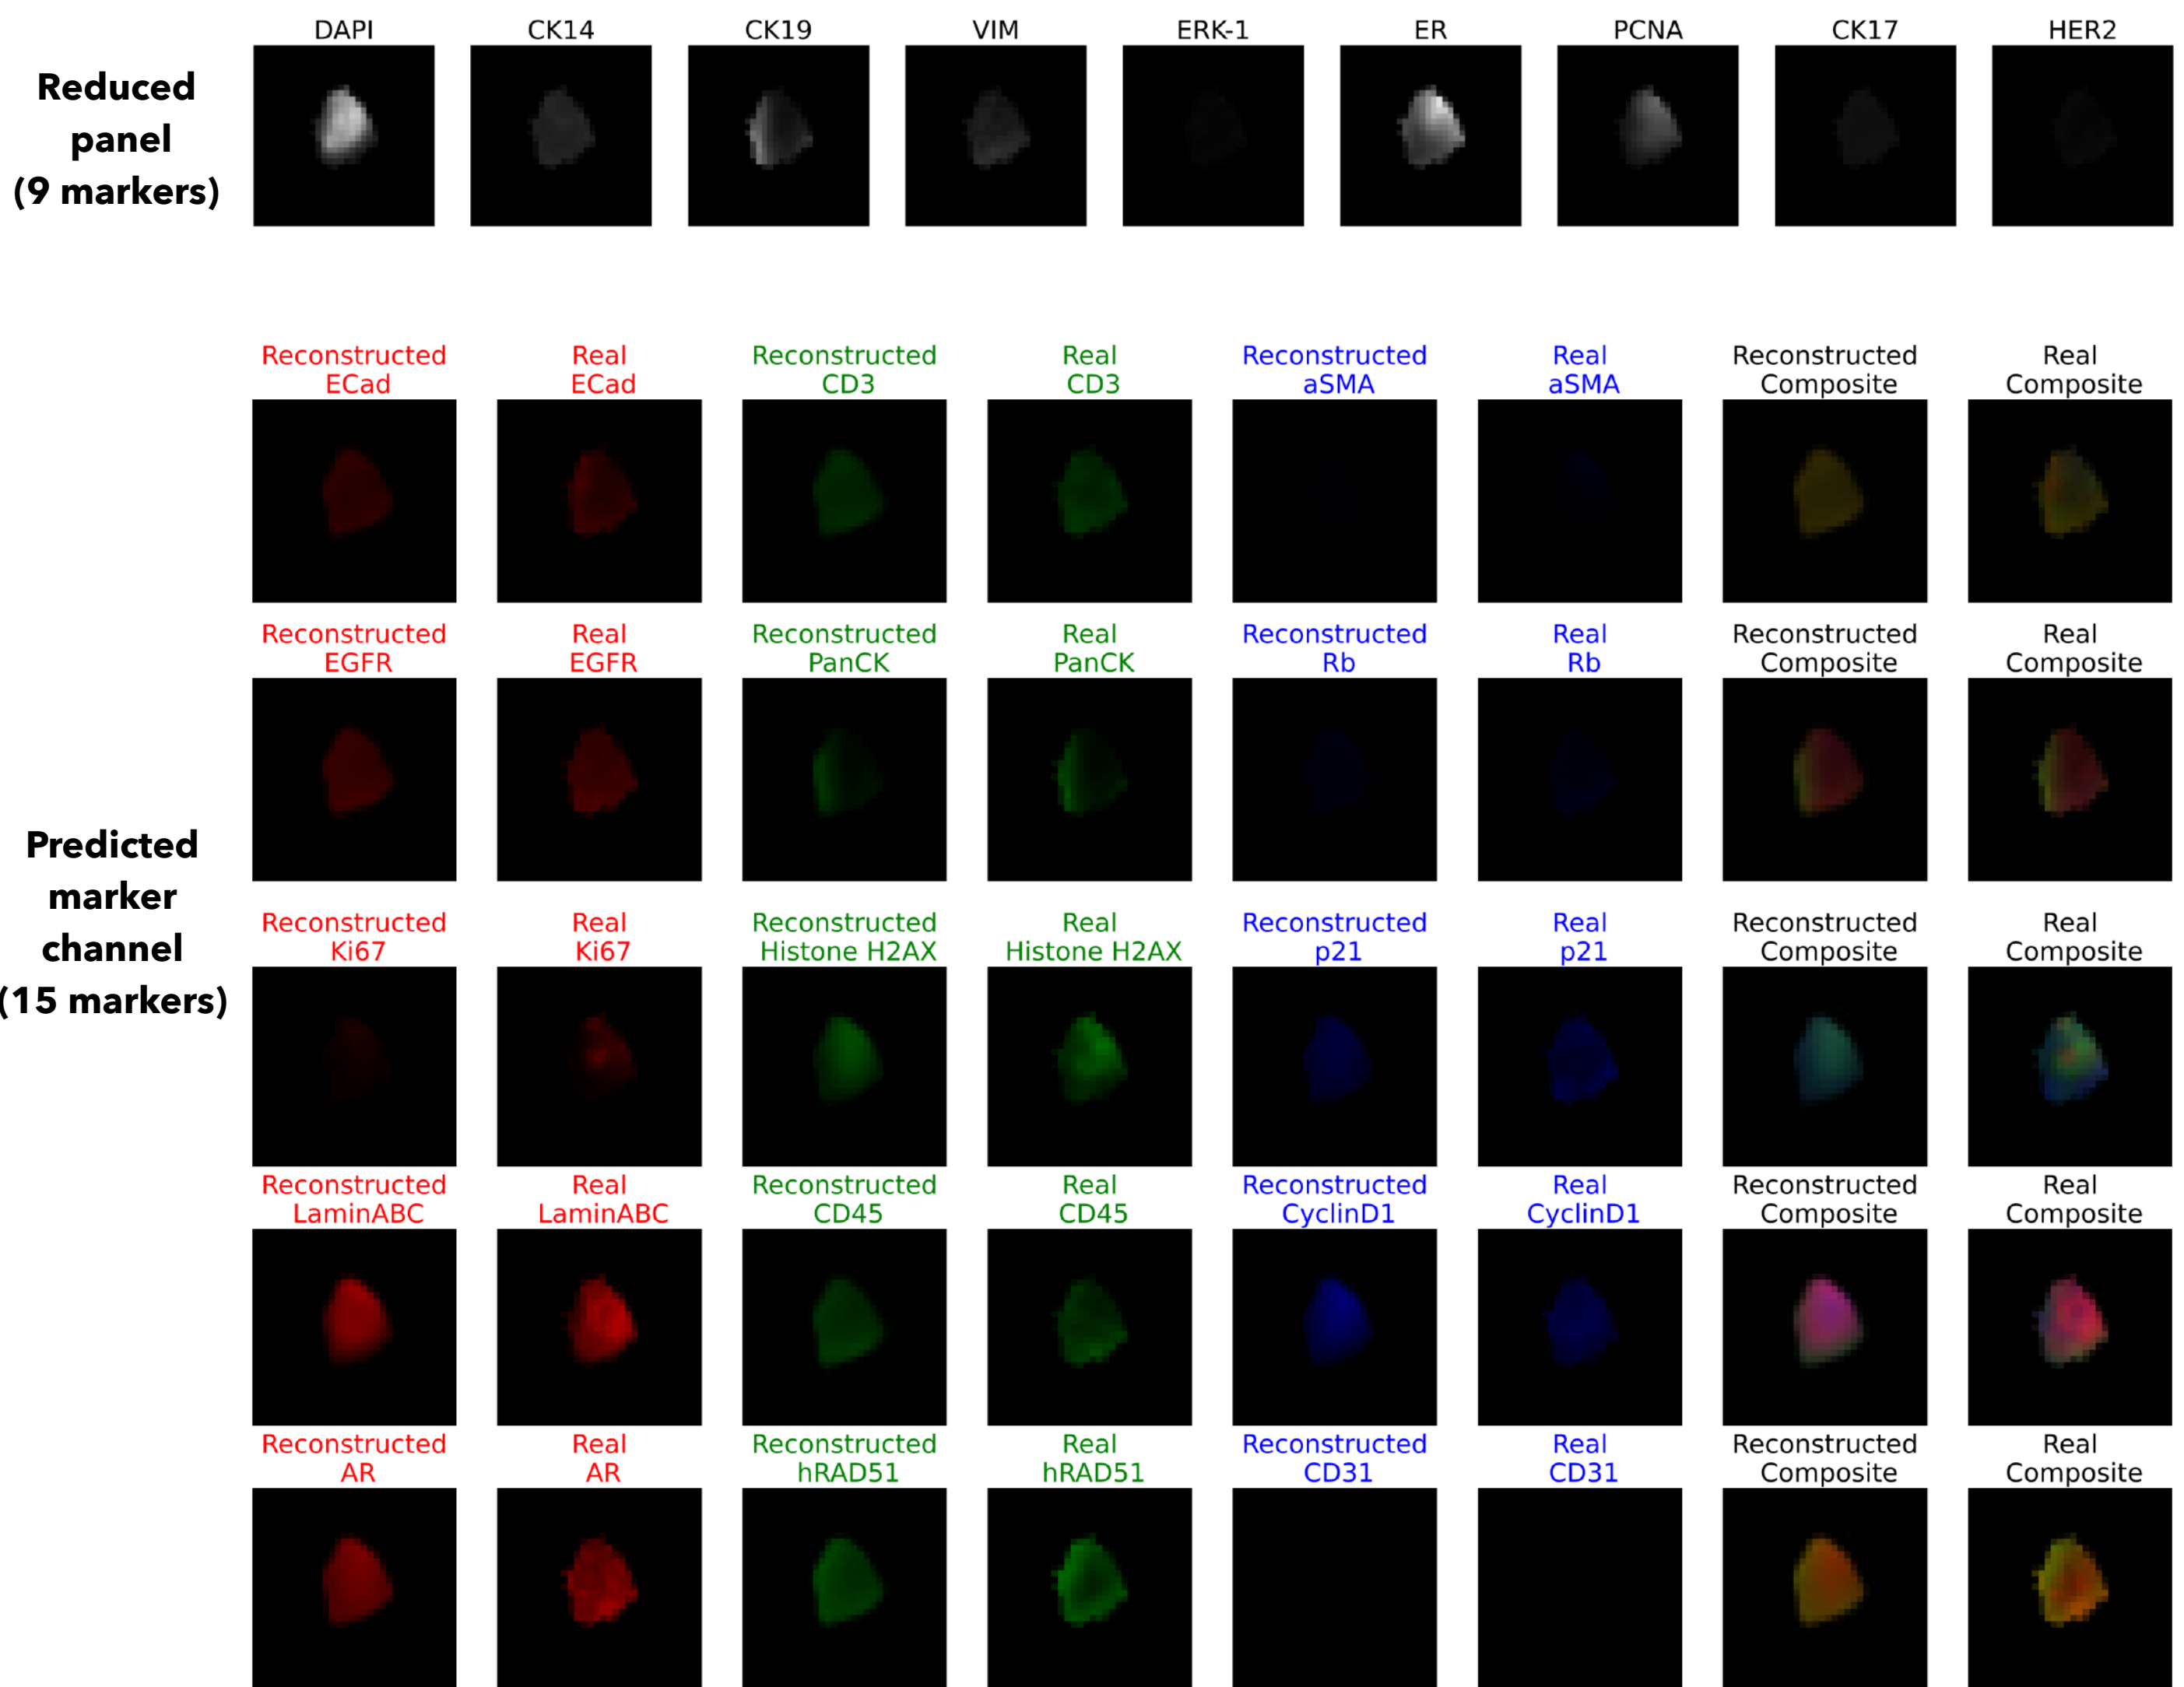 DAPI CK14 CK19 VIM ERK-1 ER PCNA CK17 HER2
Reduced
panel
(9 markers)
Reconstructed Real Reconstructed Real Reconstructed Real Reconstructed Real
ECad ECad CD3 CD3 aSMA aSMA Composite Composite
Reconstructed Real Reconstructed Real Reconstructed Real Reconstructed Real
EGFR EGFR PanCK PanCK Rb Rb Composite Composite
Predicted
marker
channel
(15 markers)
Reconstructed Real Reconstructed Real Reconstructed Real Reconstructed Real
Ki67 Ki67 Histone H2AX Histone H2AX p21 p21 Composite Composite
Reconstructed Real Reconstructed Real Reconstructed Real Reconstructed Real
LaminABC LaminABC CD45 CD45 CyclinD1 CyclinD1 Composite Composite
Reconstructed Real Reconstructed Real Reconstructed Real Reconstructed Real
AR AR hRAD51 hRAD51 CD31 CD31 Composite Composite